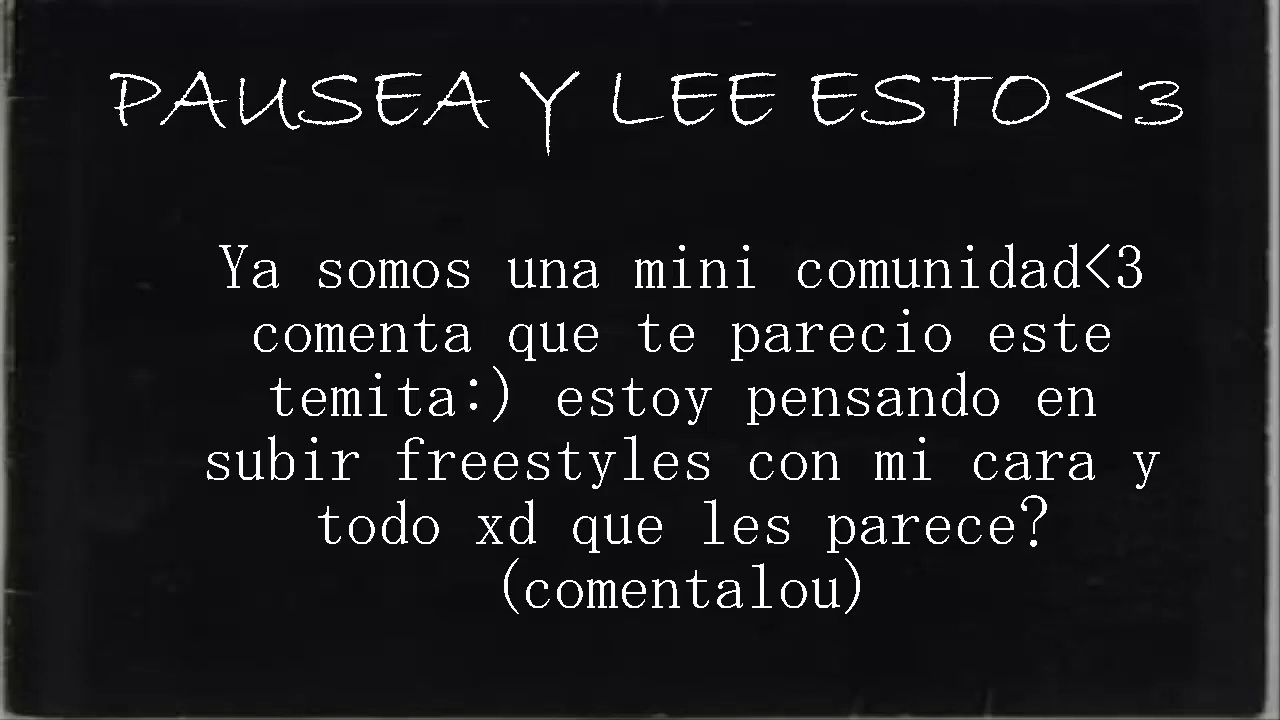 PAUSEA Y LEE ESTO<3
Ya somos una mini comunidad<3
comenta que te parecio este
temita:) estoy pensando en
subir freestyles con mi cara y
todo xd que les parece?
(comentalou)